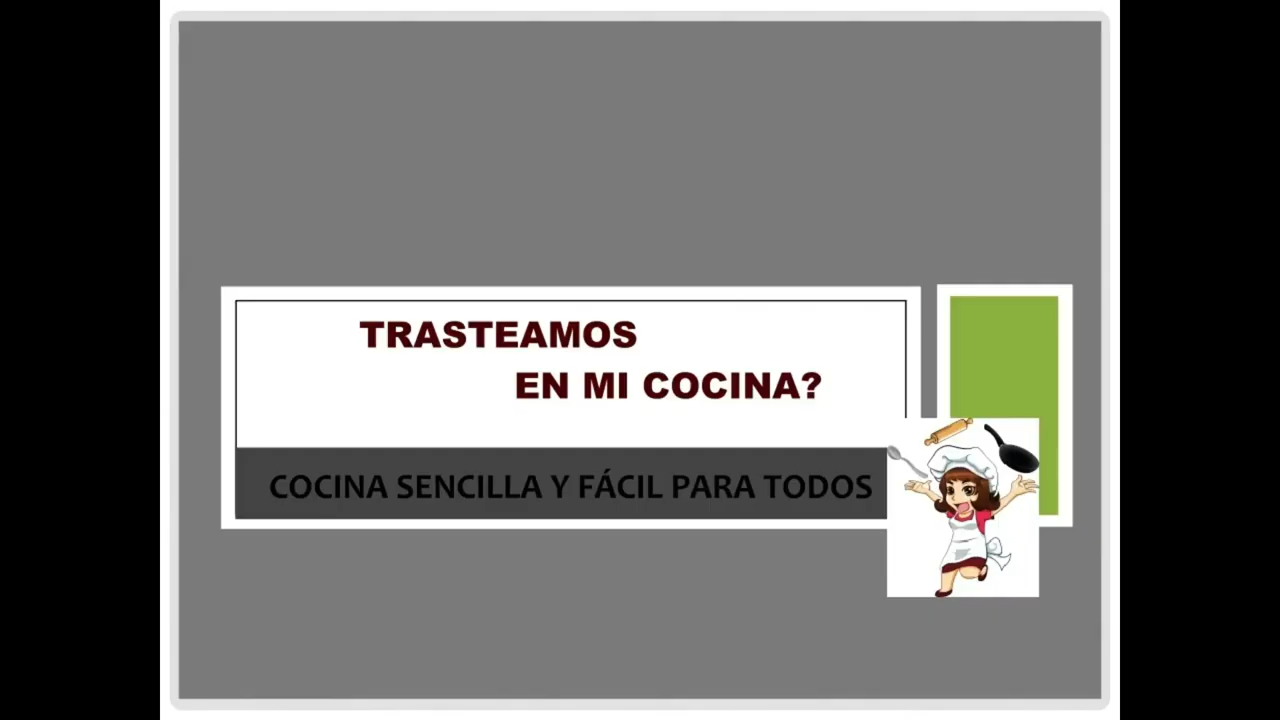 TRASTEAMOS
EN MI COCINA?
COCINA SENCILLA Y FÁCIL PARA TODOS